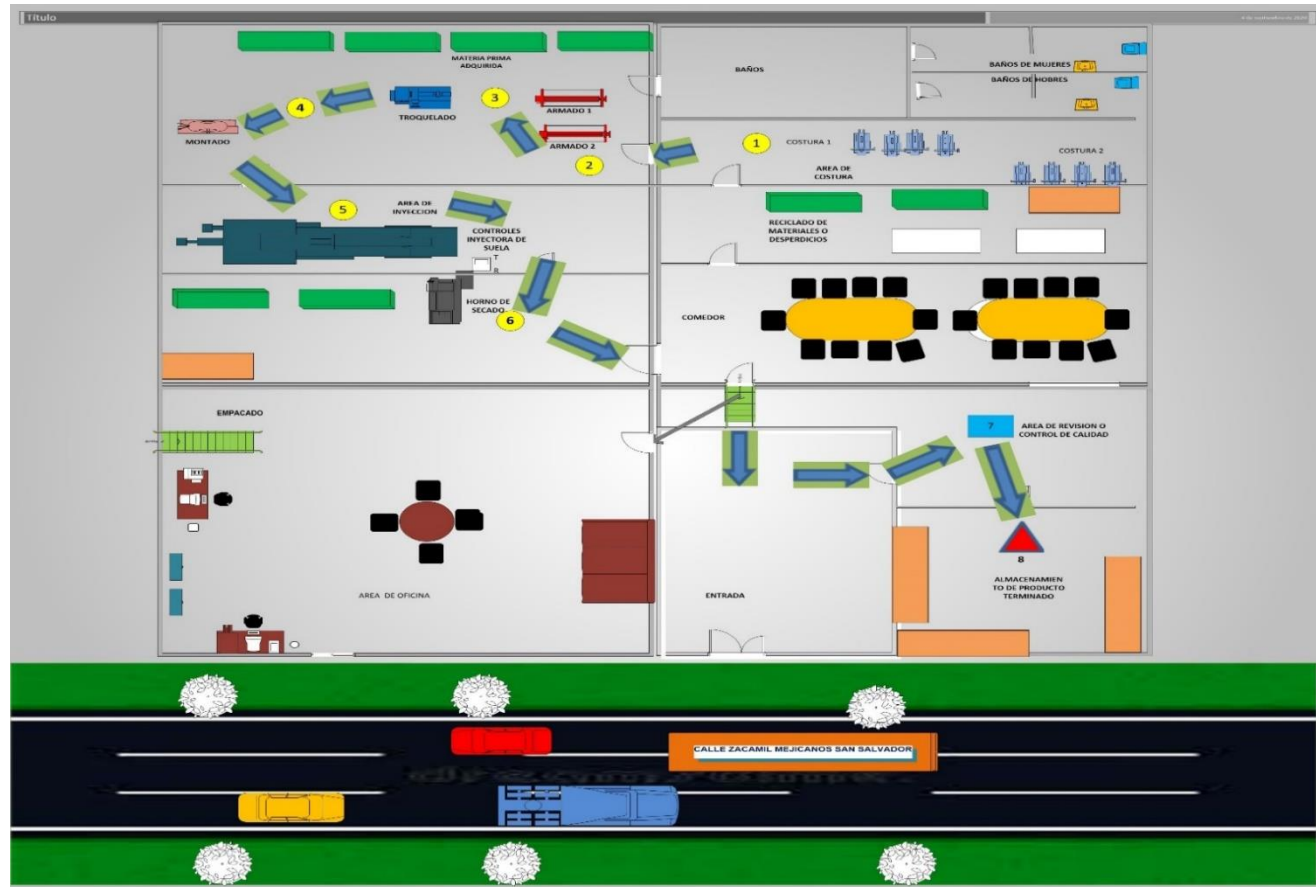 Título
MATERIA PRIMA
ADQUIRIDA
BAÑOS
BAÑOS DE MUJERES
BAÑOS DE HOBRES
4
3
TROQUELADO
ARMADO 1
MONTADO
ARMADO 2
2
1
COSTURA 1
COSTURA 2
AREA DE
COSTURA
5
AREA DE
INYECCION
CONTROLES
INYECTORA DE
SUELA
T
R
RECICLADO DE
MATERIALES O
DESPERDICIOS
HORNO DE
SECADO
6
COMEDOR
EMPACADO
7
AREA DE REVISION O
CONTROL DE CALIDAD
8
ALMACENAMIEN
TO DE PRODUCTO
TERMINADO
AREA DE OFICINA
ENTRADA
CALLE ZACAMIL MEJICANOS SAN SALVADOR